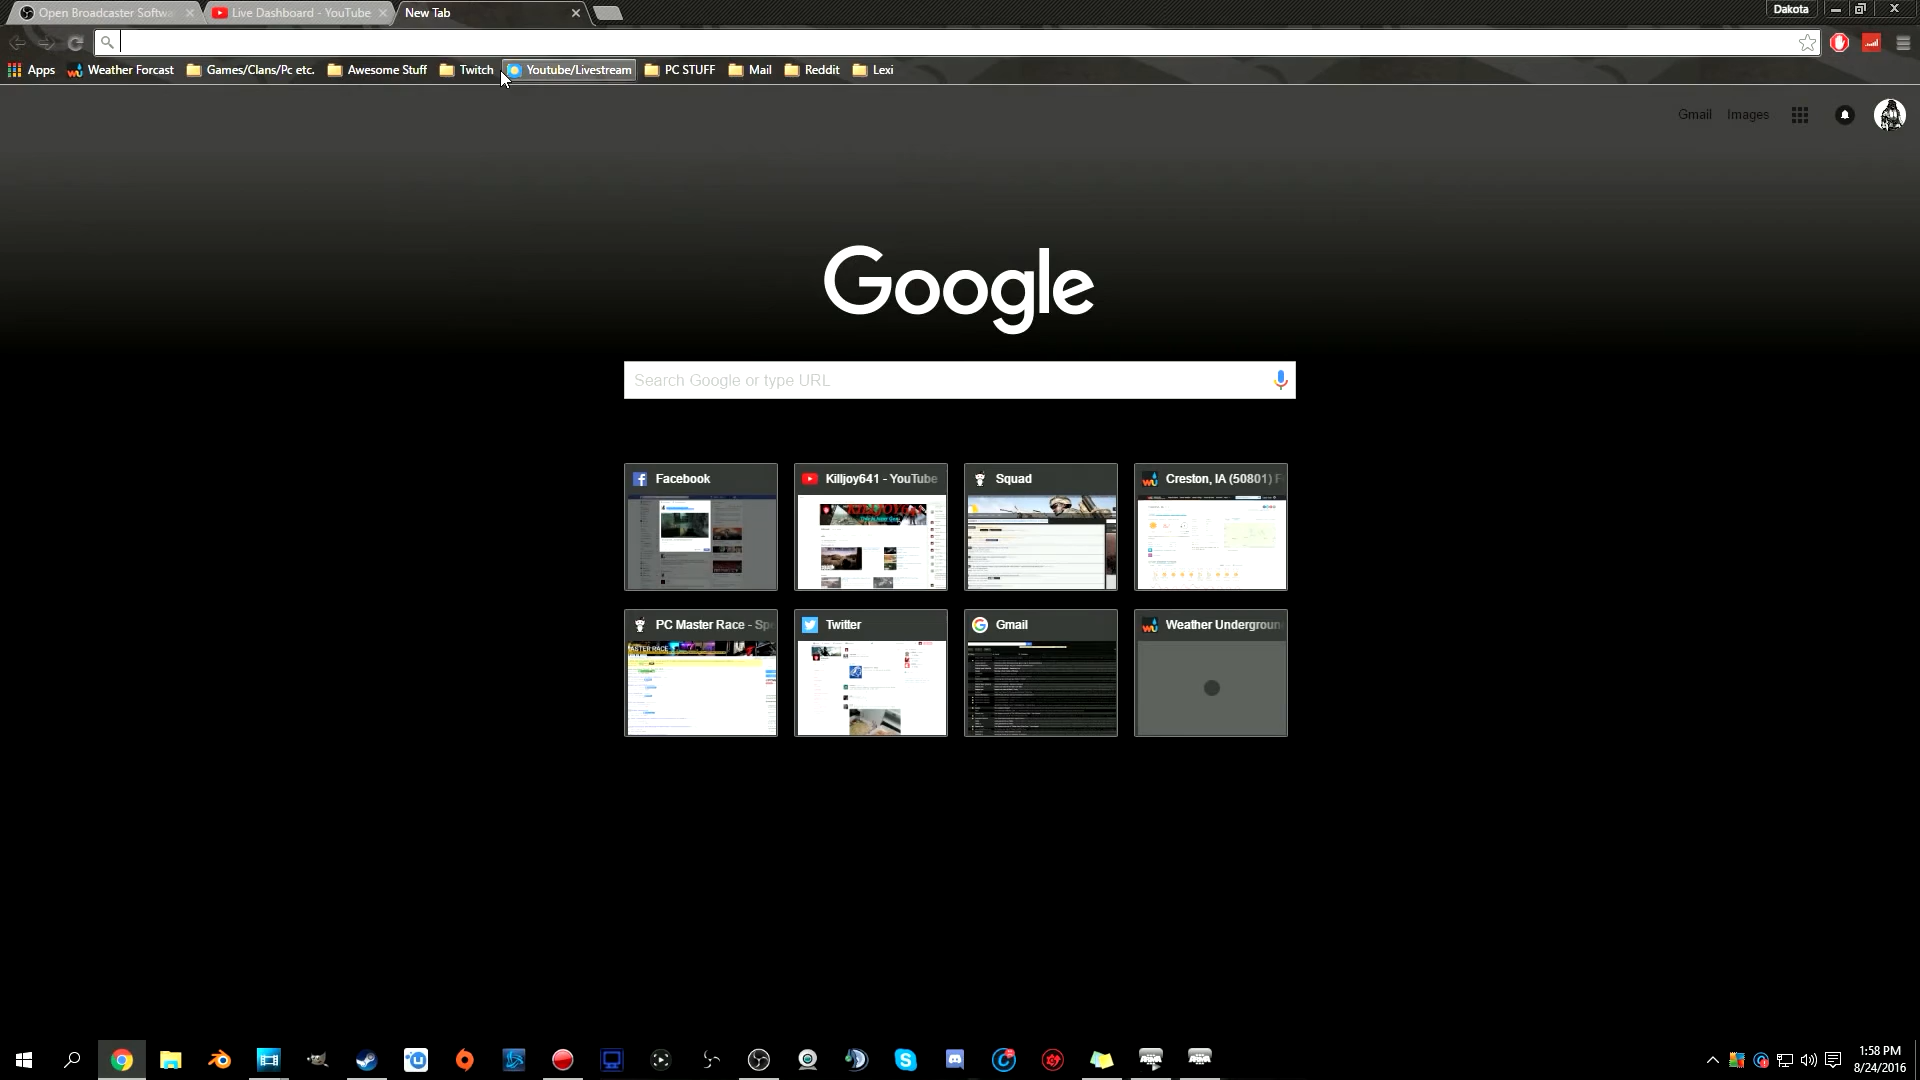 Open Broadcaster Softwa
Live Dashboard - YouTube
New Tab
Dakota
Apps
Weather Forcast
Games/Clans/Pc etc.
Awesome Stuff
Twitch
Youtube/Livestream
PC STUFF
Mail
Reddit
Lexi
Gmail
Images
Google
Search Google or type URL
Facebook
Killjoy641 - YouTube
Squad
Creston, IA (50801) F
PC Master Race - Sp
Twitter
Gmail
Weather Undergroun
1:58 PM
8/24/2016